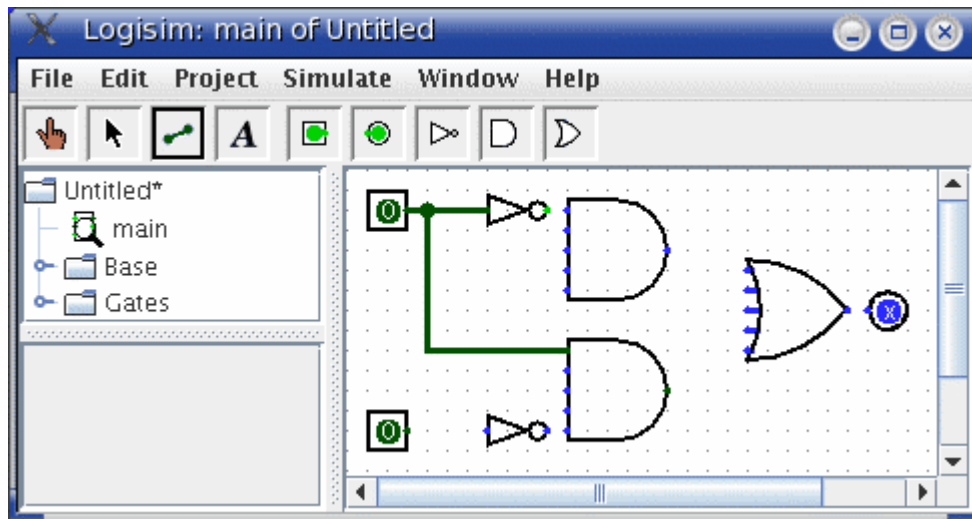 Logisim: main of Untitled
File Edit Project Simulate Window Help
A
Untitled*
main
Base
Gates
0
0
x